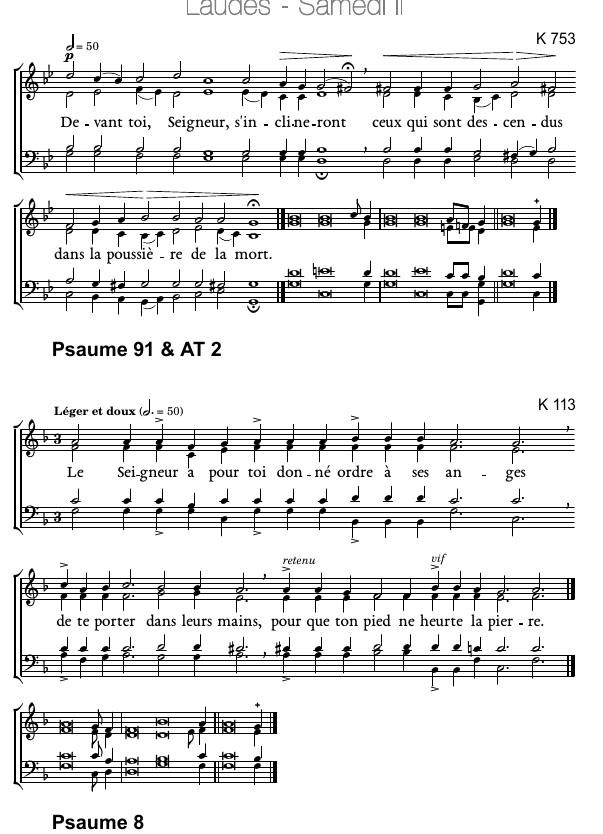 Laudes - Samedi II
K 753
p = 50
De - vant toi, Seigneur, s'in - cli-ne-ront ceux qui sont des - cen - dus
dans la poussiè - re de la mort.
Psaume 91 & AT 2
K 113
Léger et doux ( = 50)
3
Le Sei-gneur a pour toi don-né ordre à ses an - ges
3
retenu vif
de te porter dans leurs mains, pour que ton pied ne heurte la pier - re.
Psaume 8